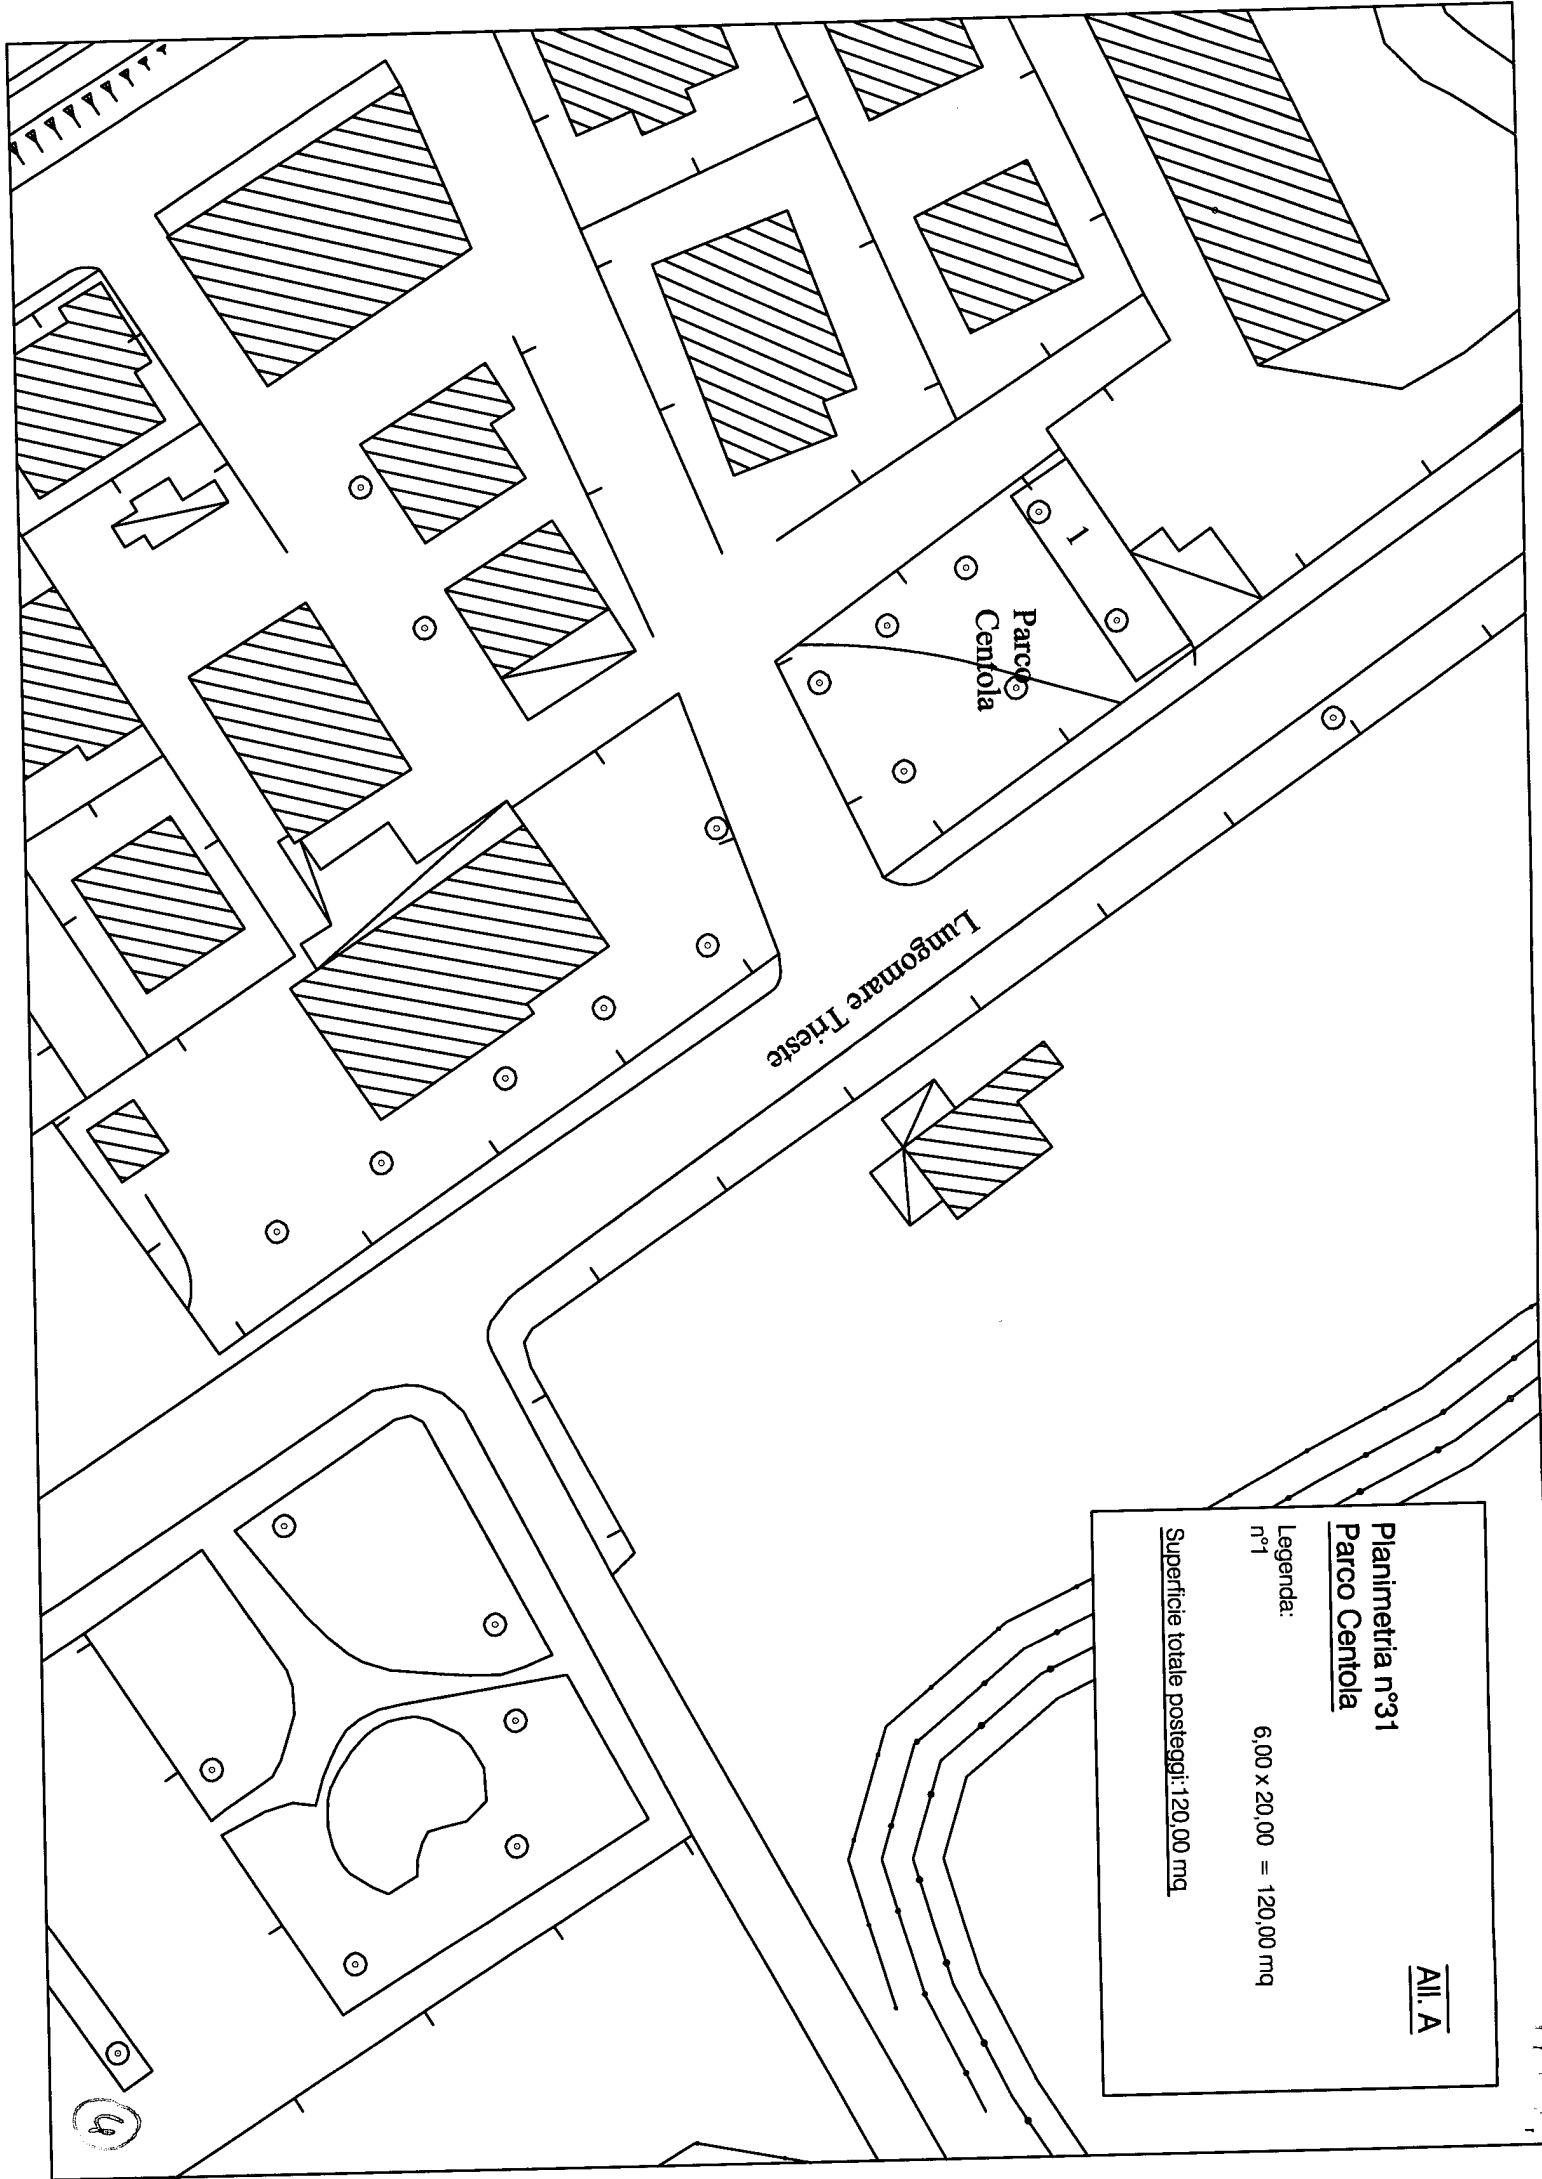 All. A
Planimetria n°31
Parco Centola
Legenda:
n°1 6,00 x 20,00 = 120,00 mq
Superficie totale posteggi:120,00 mq
1
Parco
Centola
Lungomare Trieste